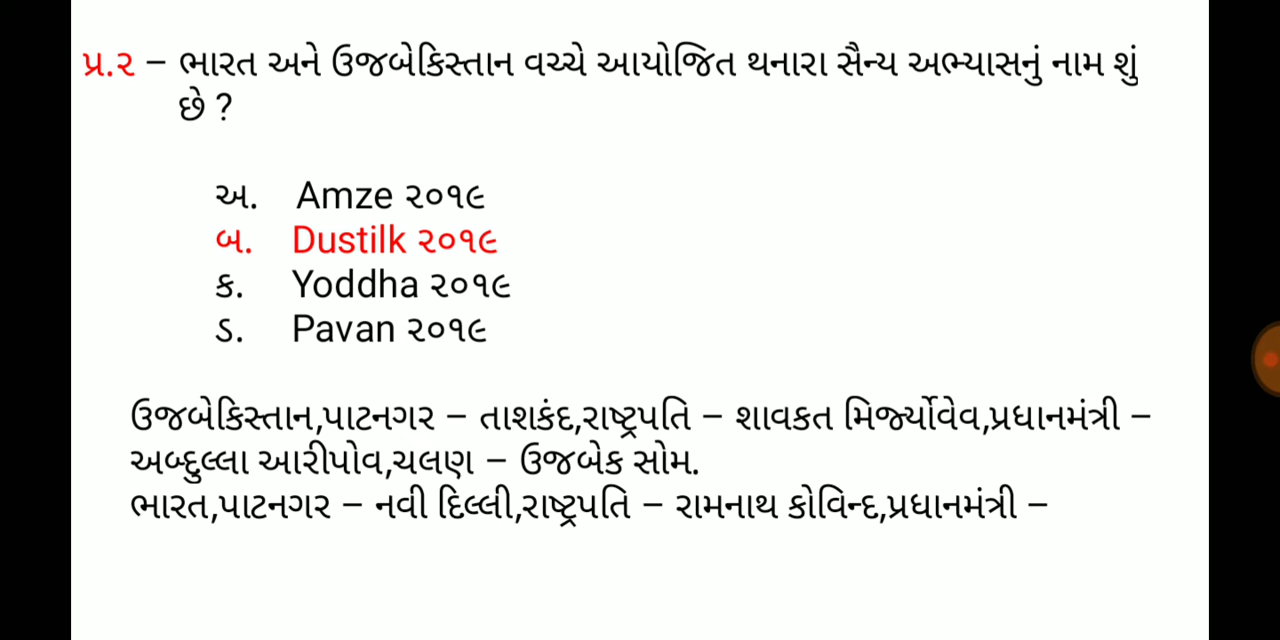 પ્ર.૨ – ભારત અને ઉજબેકિસ્તાન વચ્ચે આયોજિત થનારા સૈન્ય અભ્યાસનું નામ શું
છે ?
અ. Amze ૨૦૧૯
બ. Dustilk ૨૦૧૯
ક. Yoddha ૨૦૧૯
ડ. Pavan ૨૦૧૯
ઉજબેકિસ્તાન,પાટનગર – તાશકંદ,રાષ્ટ્રપતિ – શાવકત મિર્જ્યોવેવ,પ્રધાનમંત્રી –
અબ્દુલ્લા આરીપોવ,ચલણ – ઉજબેક સોમ.
ભારત,પાટનગર – નવી દિલ્લી,રાષ્ટ્રપતિ – રામનાથ કોવિન્દ,પ્રધાનમંત્રી –